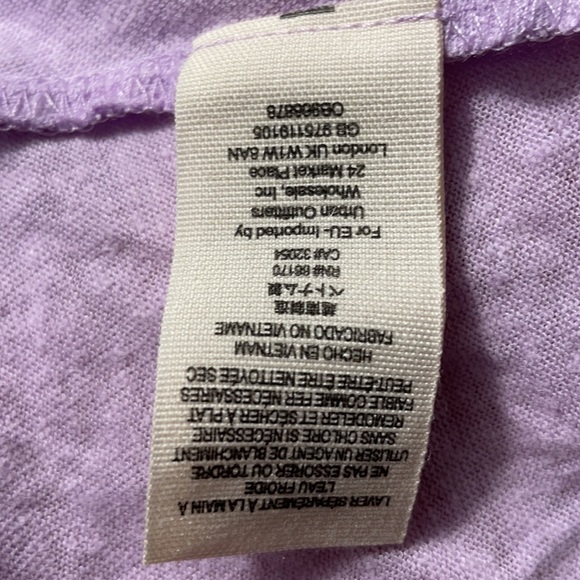 LAVER SÉPARÉMENT À LA MAIN À
L'EAU FROIDE
NE PAS ESSORER OU TORDRE
UTILISER UN AGENT DE BLANCHIMENT
SANS CHLORE SI NÉCESSAIRE
REMODELER ET SÉCHER À PLAT
FAIBLE COMME FER NÉCESSAIRES
PEUT-ÊTRE ÊTRE NETTOYÉE SEC
HECHO EN VIETNAM
FABRICADO NO VIETNAME
越南製造
ベトナム製
RN# 66170
CA# 32054
For EU- Imported by
Urban Outfitters
Wholesale, Inc
24 Market Place
London UK W1W 8AN
GB 975119105
OB966878